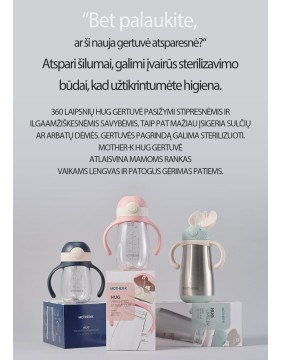 “Bet palaukite,
ar ši nauja gertuvė atsparesnė?“
Atspari šilumai, galimi įvairūs sterilizavimo
būdai, kad užtikrintumėte higiena.
360 LAIPSNIŲ HUG GERTUVĖ PASIŽYMI STIPRESNĖMIS IR
ILGAAMŽIŠKESNĖMIS SAVYBĖMIS, TAIP PAT MAŽIAU ĮSIGERIA SULČIŲ
AR ARBATŲ DĖMĖS. GERTUVĖS PAGRINDĄ GALIMA STERILIZUOTI.
MOTHER-K HUG GERTUVĖ
ATLAISVINA MAMOMS RANKAS
VAIKAMS LENGVAS IR PATOGUS GĖRIMAS PATIEMS.
MOTHER-K
HUG
HUG